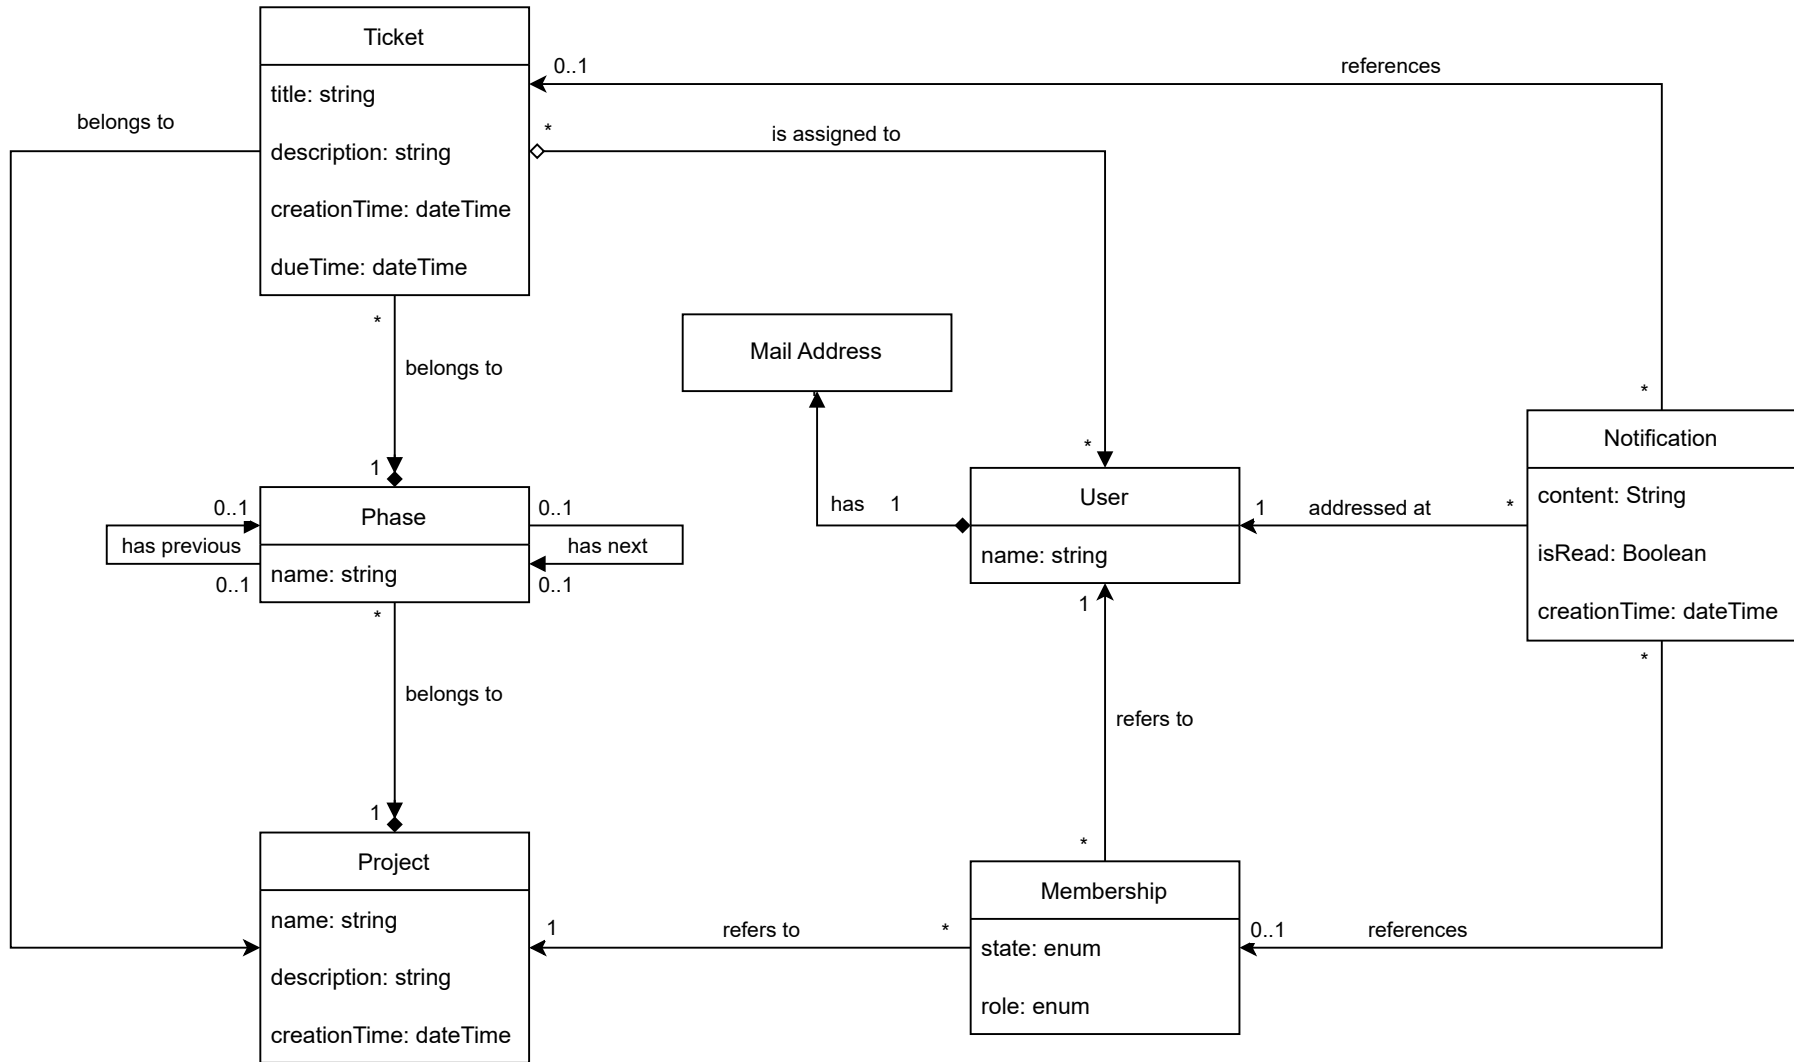 Ticket
title: string
description: string
creationTime: dateTime
dueTime: dateTime
0..1
references
*
is assigned to
belongs to
*
belongs to
1
Mail Address
*
*
Notification
content: String
isRead: Boolean
creationTime: dateTime
0..1
Phase
0..1
has previous
has next
name: string
0..1
0..1
has
1
User
name: string
1
addressed at
*
*
belongs to
1
1
refers to
*
*
Project
name: string
description: string
creationTime: dateTime
1
refers to
*
Membership
state: enum
role: enum
0..1
references